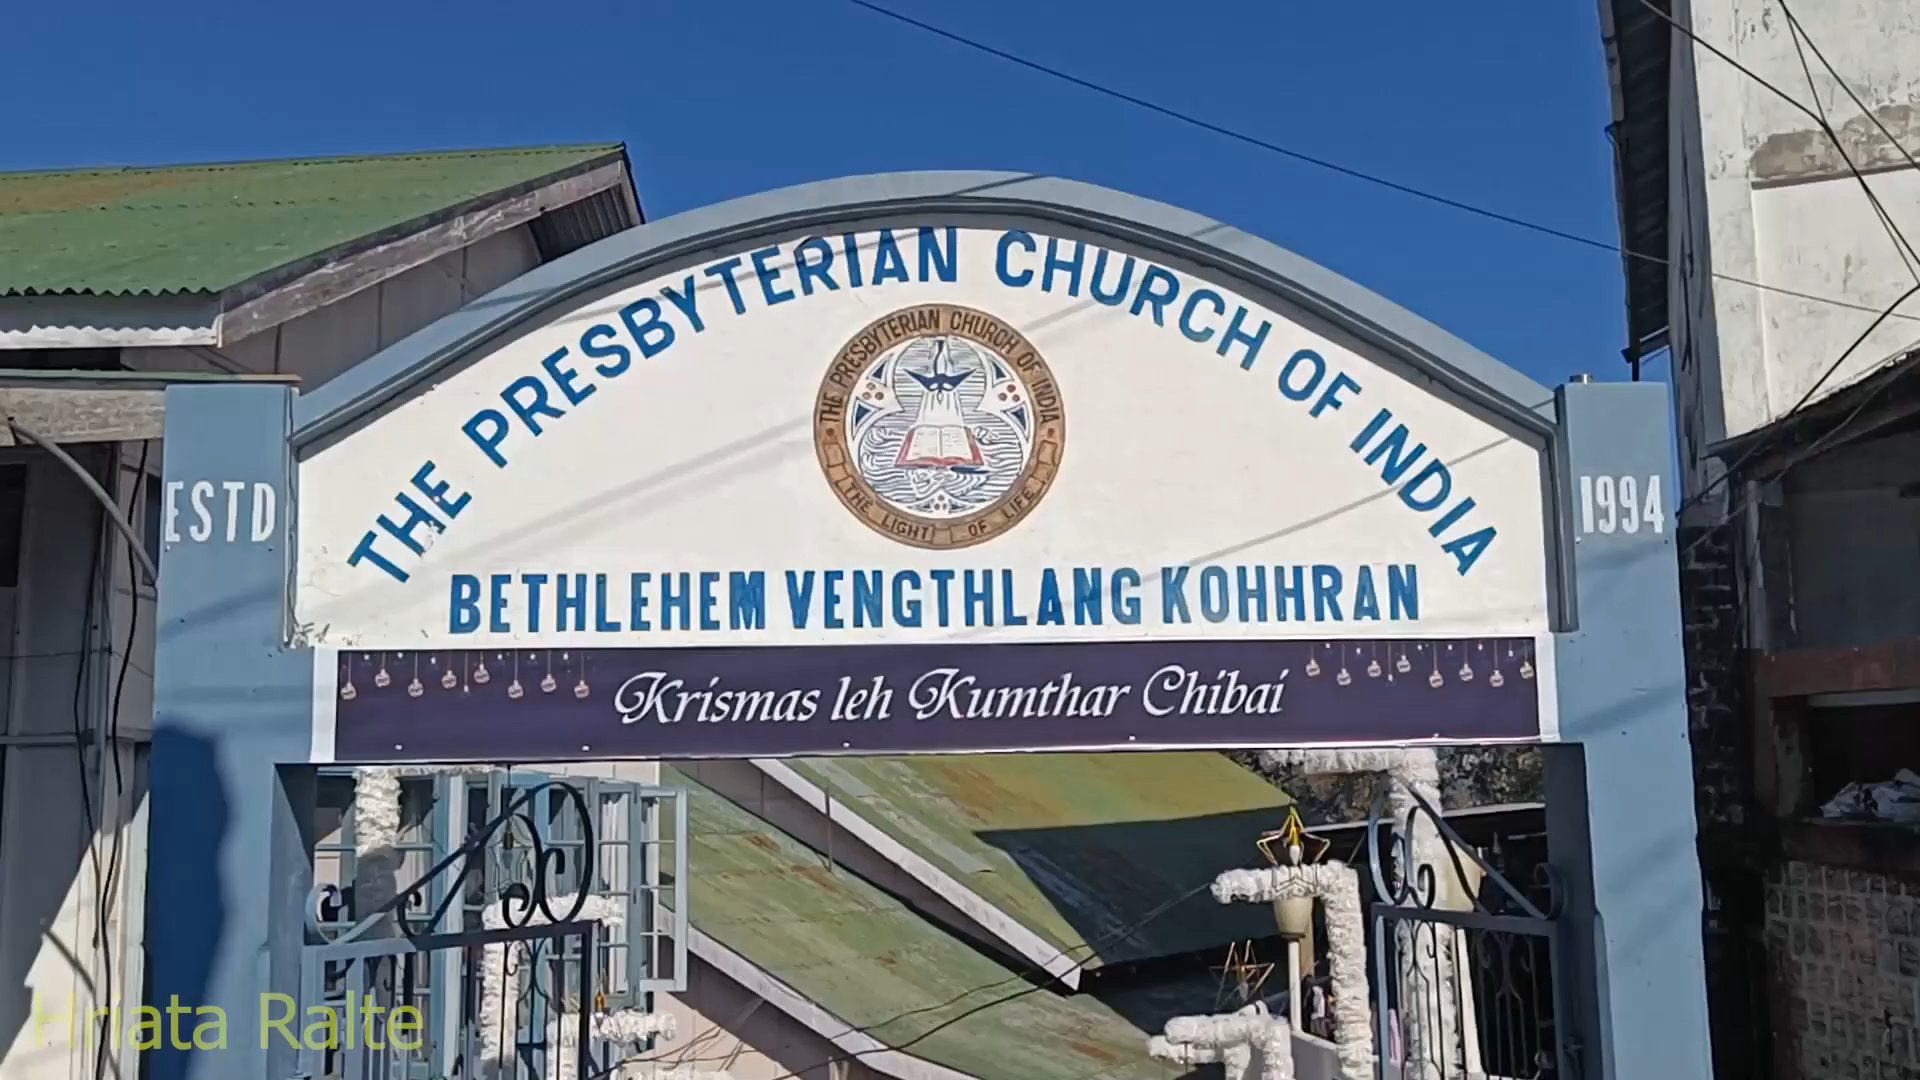 THE PRESBYTERIAN CHURCH OF INDIA
THE PRESBYTERIAN CHURCH OF INDIA
THE LIGHT OF LIFE
ESTD
1994
BETHLEHEM VENGTHLANG KOHHRAN
Krismas leh Kumthar Chibai
Hriata Ralte